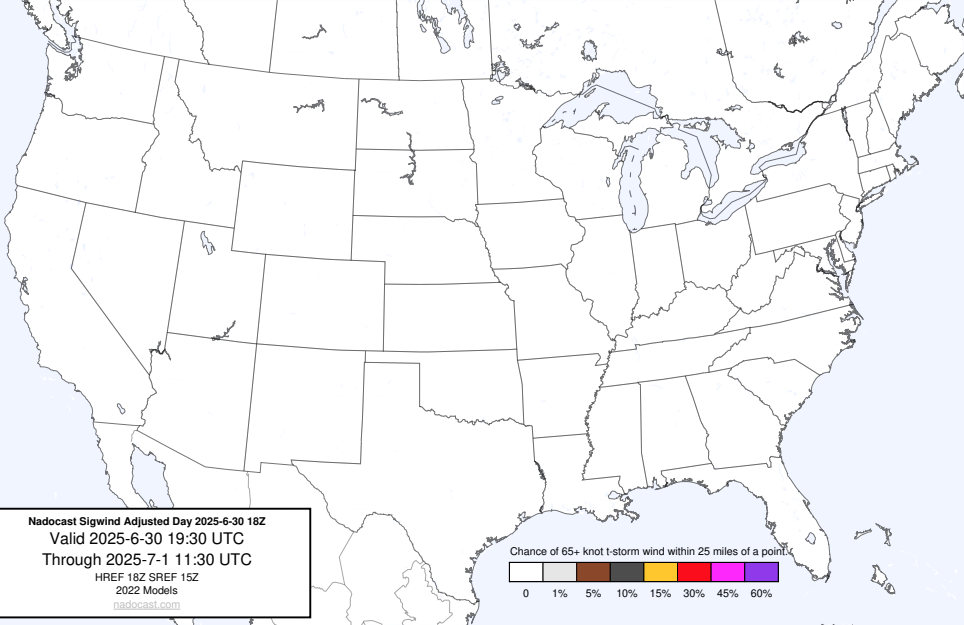 Nadocast Sigwind Adjusted Day 2025-6-30 18Z
Valid 2025-6-30 19:30 UTC
Through 2025-7-1 11:30 UTC
HREF 18Z SREF 15Z
2022 Models
nadocast.com
Chance of 65+ knot t-storm wind within 25 miles of a point.
0 1% 5% 10% 15% 30% 45% 60%